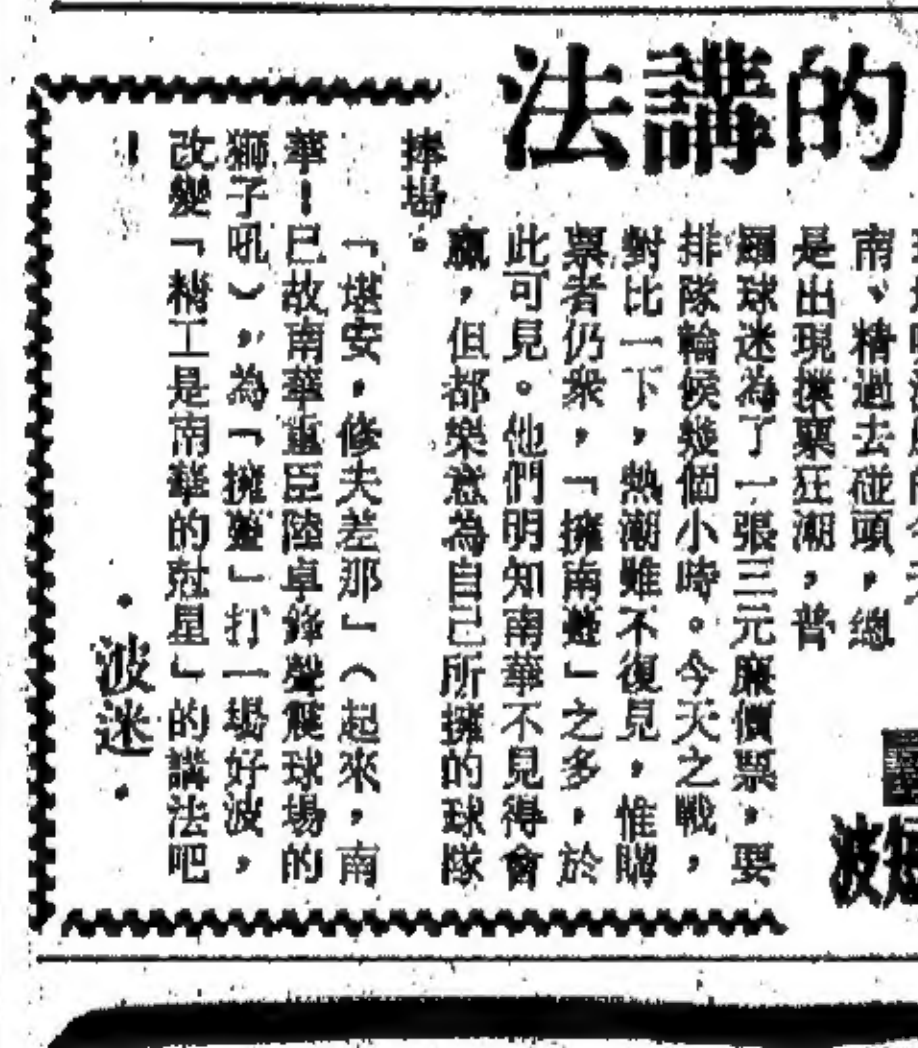 法講的
南、精過去碰頭，總
是出現撲票狂潮，普
羅球迷為了一張三元廉價票，要
排隊輪候幾個小時。今天之戰，
對比一下，熱潮雖不復見，惟購
票者仍衆，「擁南躉」之多，於
此可見。他們明知南華不見得會
贏，但都樂意為自己所擁的球隊
捧場。
「堪安，修夫差那」（起來，南
華！已故南華重臣陸卓鋒聲震球場的
獅子吼），為「擁躉」打一場好波，
改變「精工是南華的尅星」的講法吧
！
·波迷·
波短